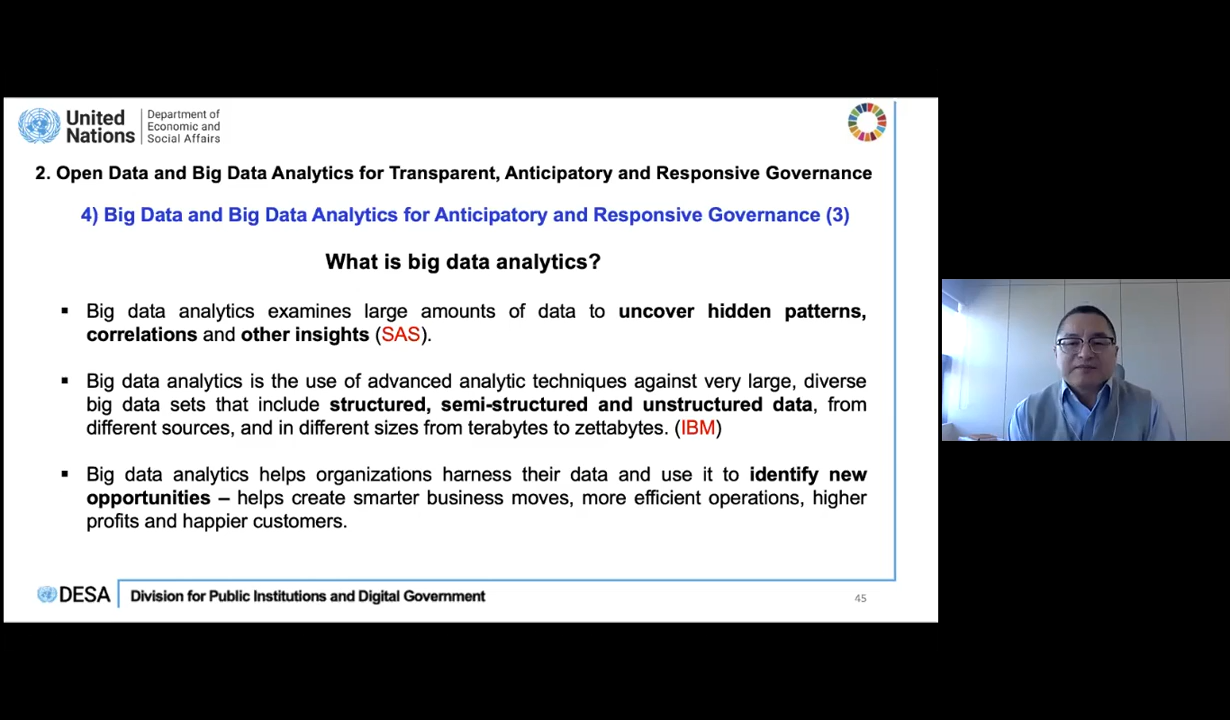 United Nations
Department of Economic and Social Affairs
2. Open Data and Big Data Analytics for Transparent, Anticipatory and Responsive Governance
4) Big Data and Big Data Analytics for Anticipatory and Responsive Governance (3)
What is big data analytics?
▪ Big data analytics examines large amounts of data to uncover hidden patterns,
correlations and other insights (SAS).
▪ Big data analytics is the use of advanced analytic techniques against very large, diverse
big data sets that include structured, semi-structured and unstructured data, from
different sources, and in different sizes from terabytes to zettabytes. (IBM)
▪ Big data analytics helps organizations harness their data and use it to identify new
opportunities – helps create smarter business moves, more efficient operations, higher
profits and happier customers.
DESA
Division for Public Institutions and Digital Government
45